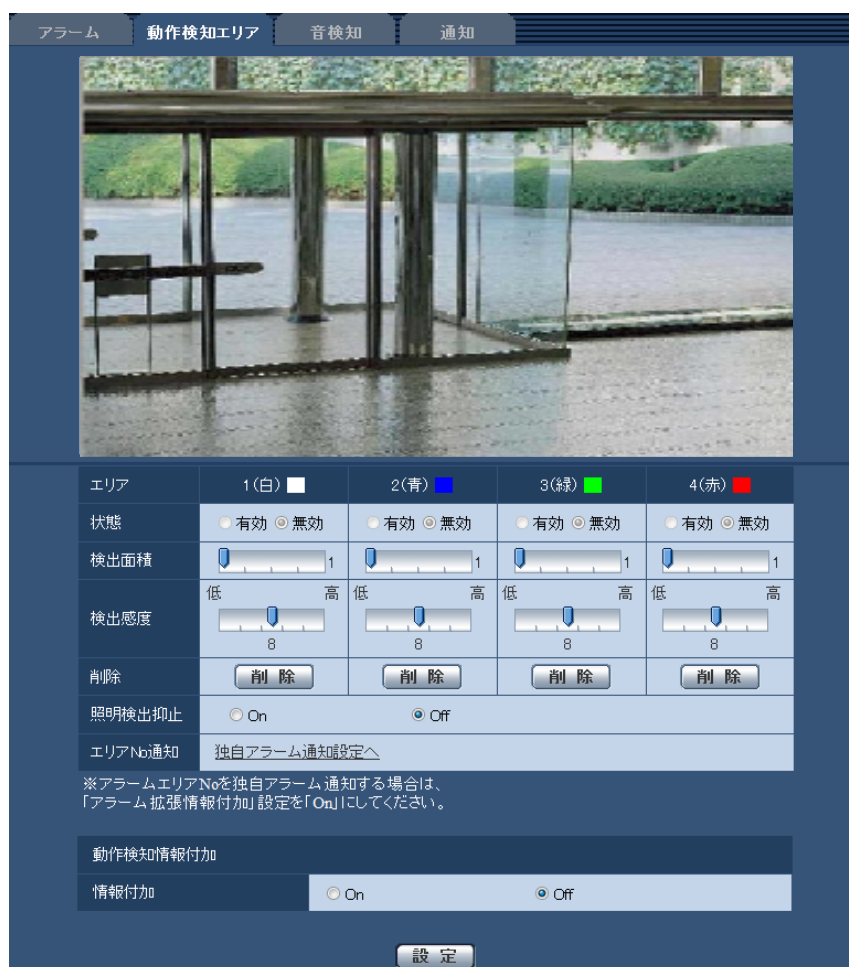 アラーム 動作検知エリア 音検知 通知
エリア 1(白) 2(青) 3(緑) 4(赤)
状態 有効 無効 有効 無効 有効 無効 有効 無効
検出面積 1 1 1 1
低 高 低 高 低 高 低 高
検出感度
8 8 8 8
削除 削 除 削 除 削 除 削 除
照明検出抑止 On Off
エリアNo通知 独自アラーム通知設定へ
※アラームエリアNoを独自アラーム通知する場合は、
「アラーム拡張情報付加」設定を「On」にしてください。
動作検知情報付加
情報付加 On Off
設 定